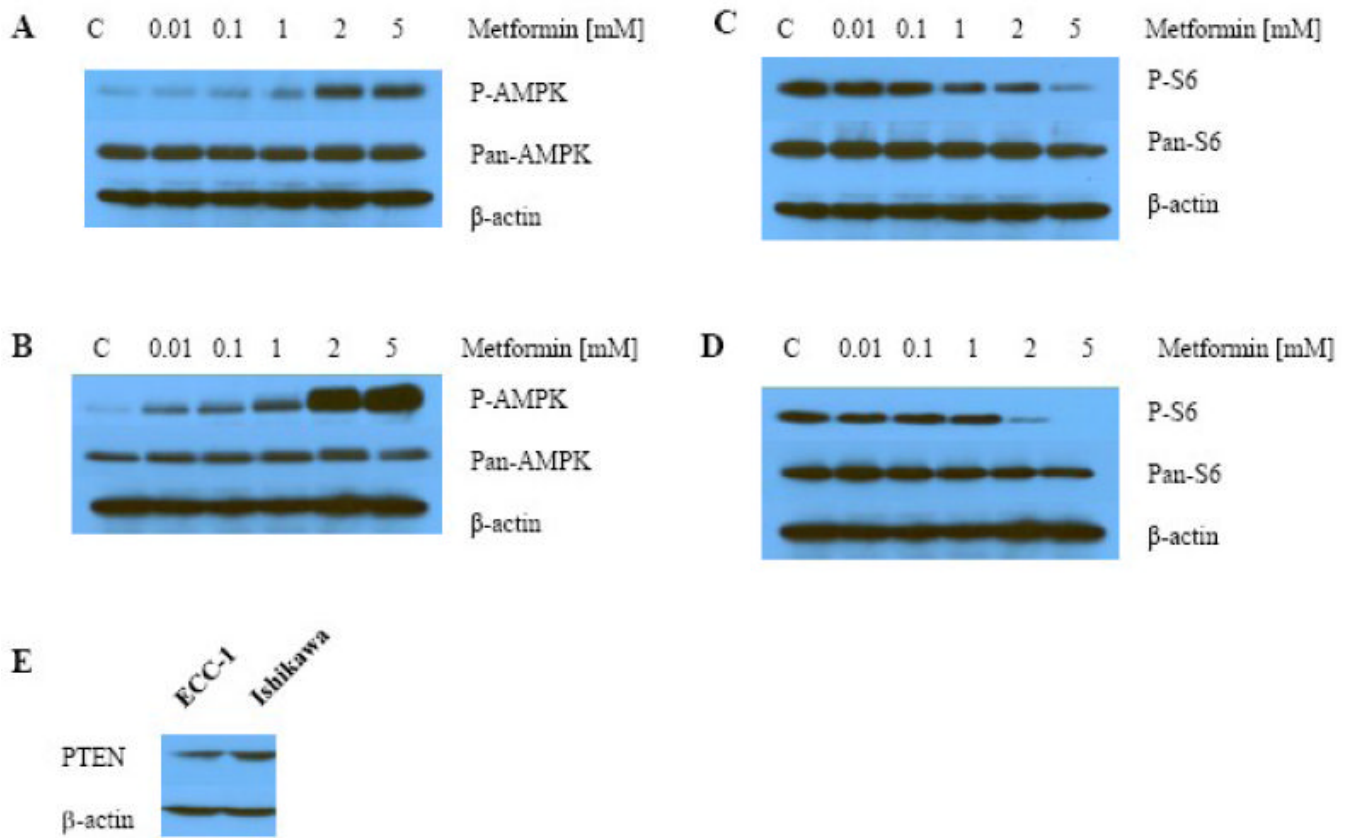 A C 0.01 0.1 1 2 5 Metformin [mM]
P-AMPK
Pan-AMPK
β-actin
C C 0.01 0.1 1 2 5 Metformin [mM]
P-S6
Pan-S6
β-actin
B C 0.01 0.1 1 2 5 Metformin [mM]
P-AMPK
Pan-AMPK
β-actin
D C 0.01 0.1 1 2 5 Metformin [mM]
P-S6
Pan-S6
β-actin
E ECC-1 Ishikawa
PTEN
β-actin